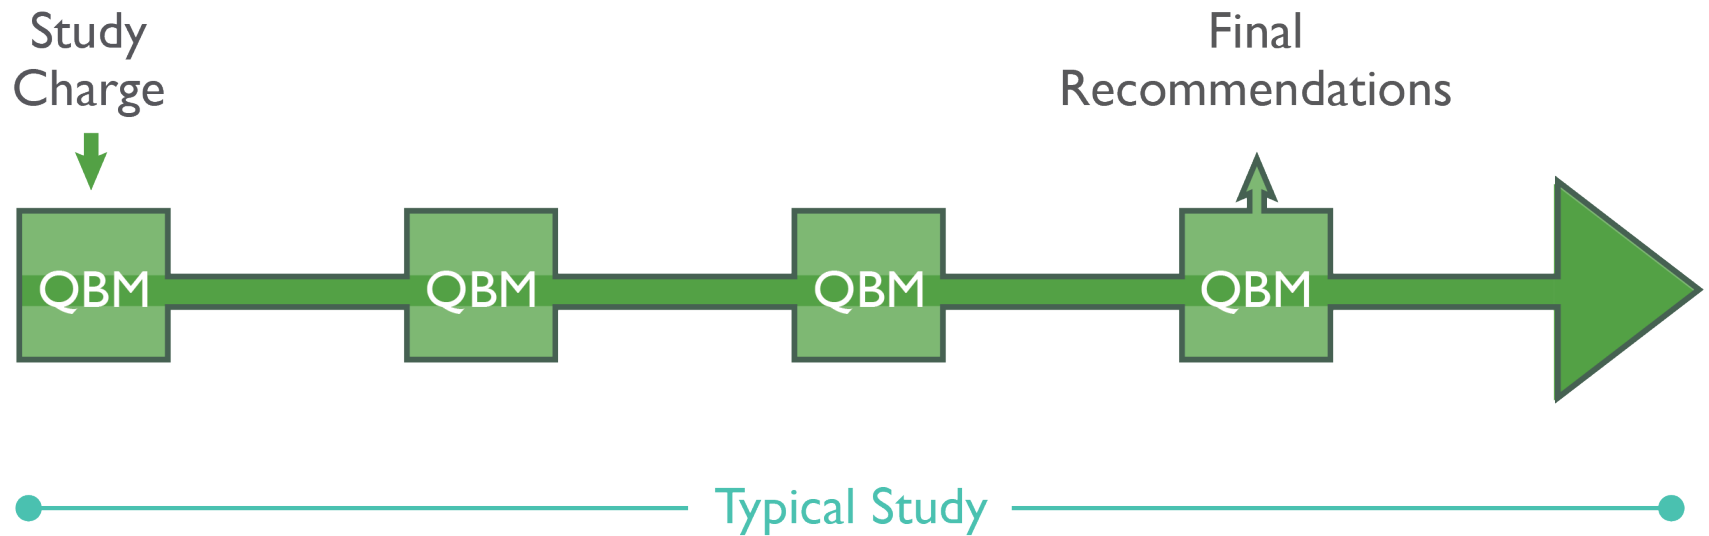 Study
Charge
Final
Recommendations
QBM
QBM
QBM
QBM
Typical Study